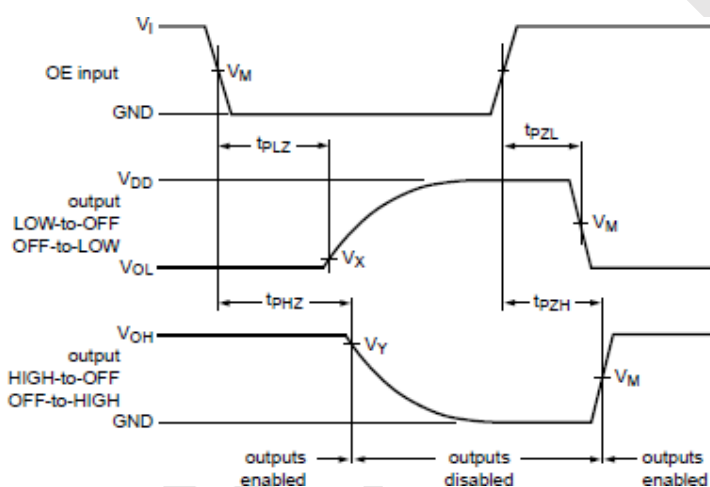 VI
OE input
VM
GND
tPLZ
tPZL
VDD
output
LOW-to-OFF
OFF-to-LOW
VM
VX
VOL
tPHZ
tPZH
VOH
output
HIGH-to-OFF
OFF-to-HIGH
VY
VM
GND
outputs
enabled
outputs
disabled
outputs
enabled